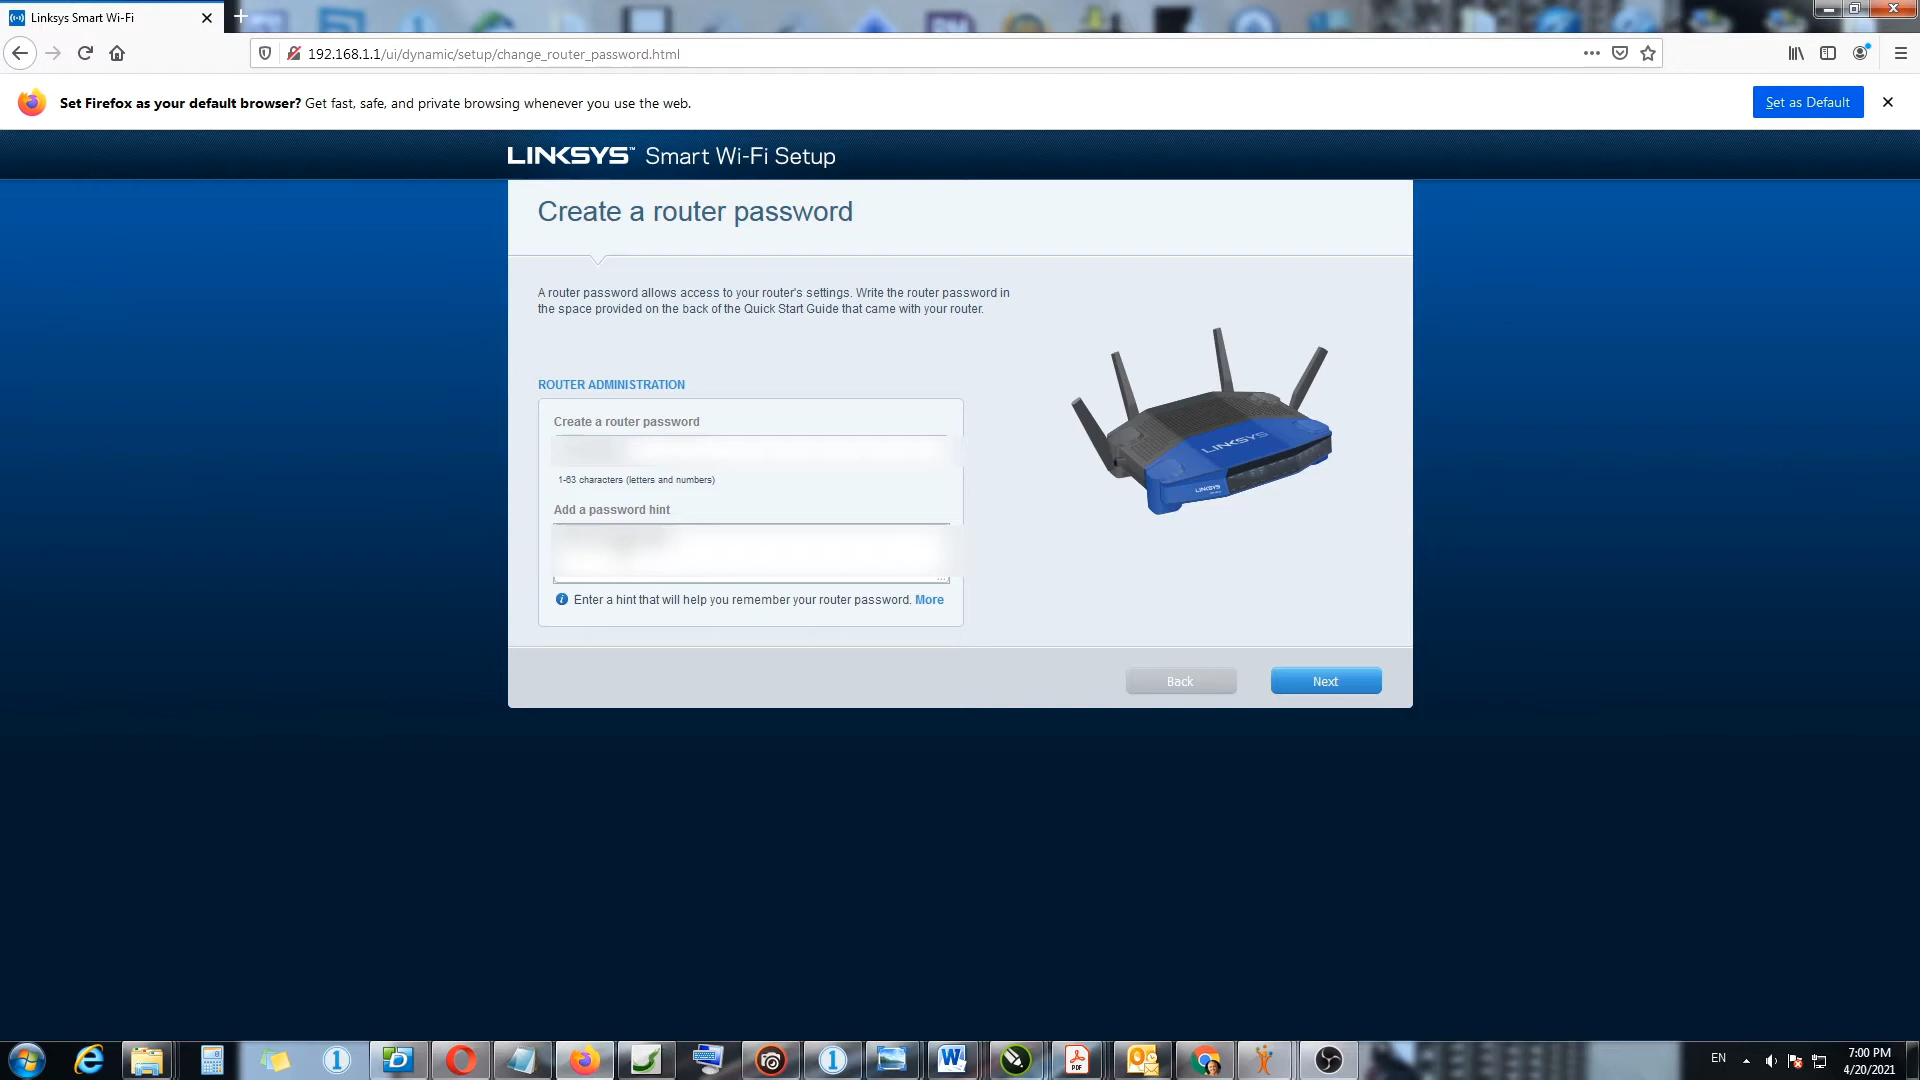 Linksys Smart Wi-Fi
192.168.1.1/ui/dynamic/setup/change_router_password.html
Set Firefox as your default browser? Get fast, safe, and private browsing whenever you use the web.
Set as Default
LINKSYS™ Smart Wi-Fi Setup
Create a router password
A router password allows access to your router's settings. Write the router password in
the space provided on the back of the Quick Start Guide that came with your router.
ROUTER ADMINISTRATION
Create a router password
1-63 characters (letters and numbers)
Add a password hint
Enter a hint that will help you remember your router password. More
LINKSYS
LINKSYS
Back
Next
PDF
EN
7:00 PM
4/20/2021